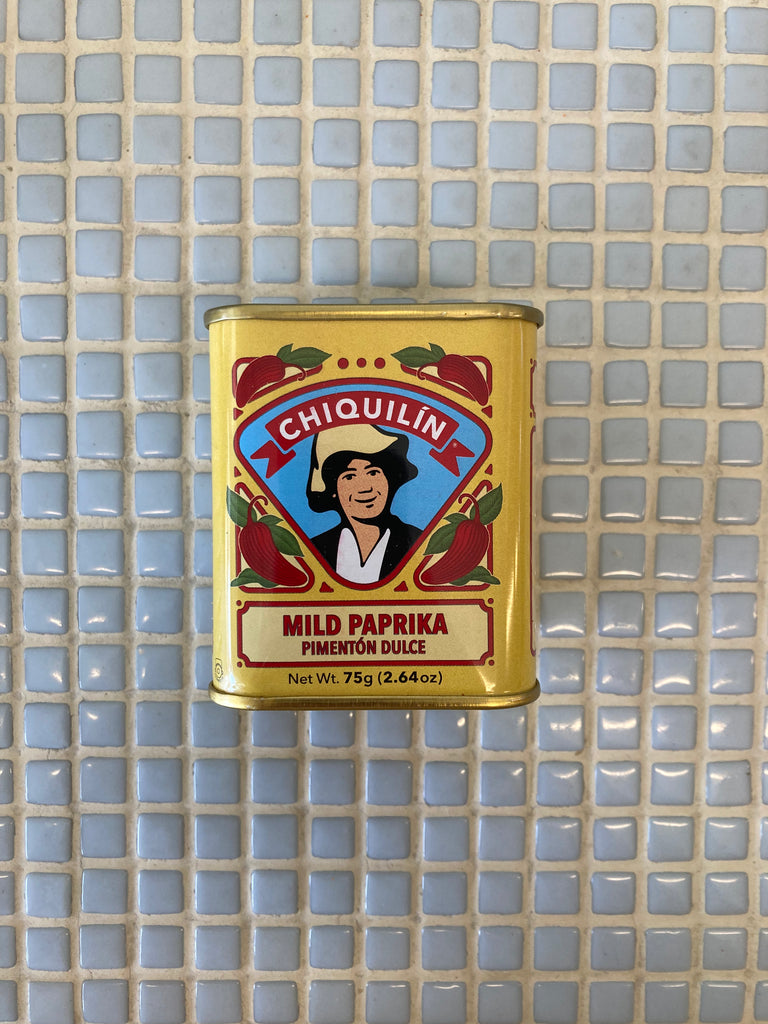 CHIQUILÍN
MILD PAPRIKA
PIMENTÓN DULCE
Net Wt. 75g (2.64oz)